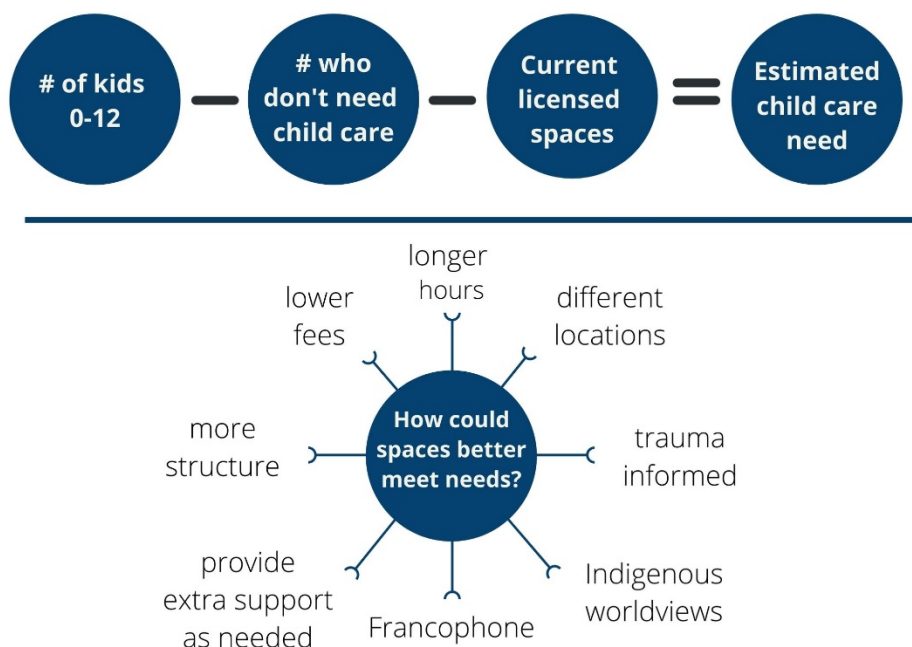 # of kids
0-12
# who
don't need
child care
Current
licensed
spaces
Estimated
child care
need
longer
hours
lower
fees
different
locations
How could
spaces better
meet needs?
more
structure
trauma
informed
provide
extra support
as needed
Francophone
Indigenous
worldviews